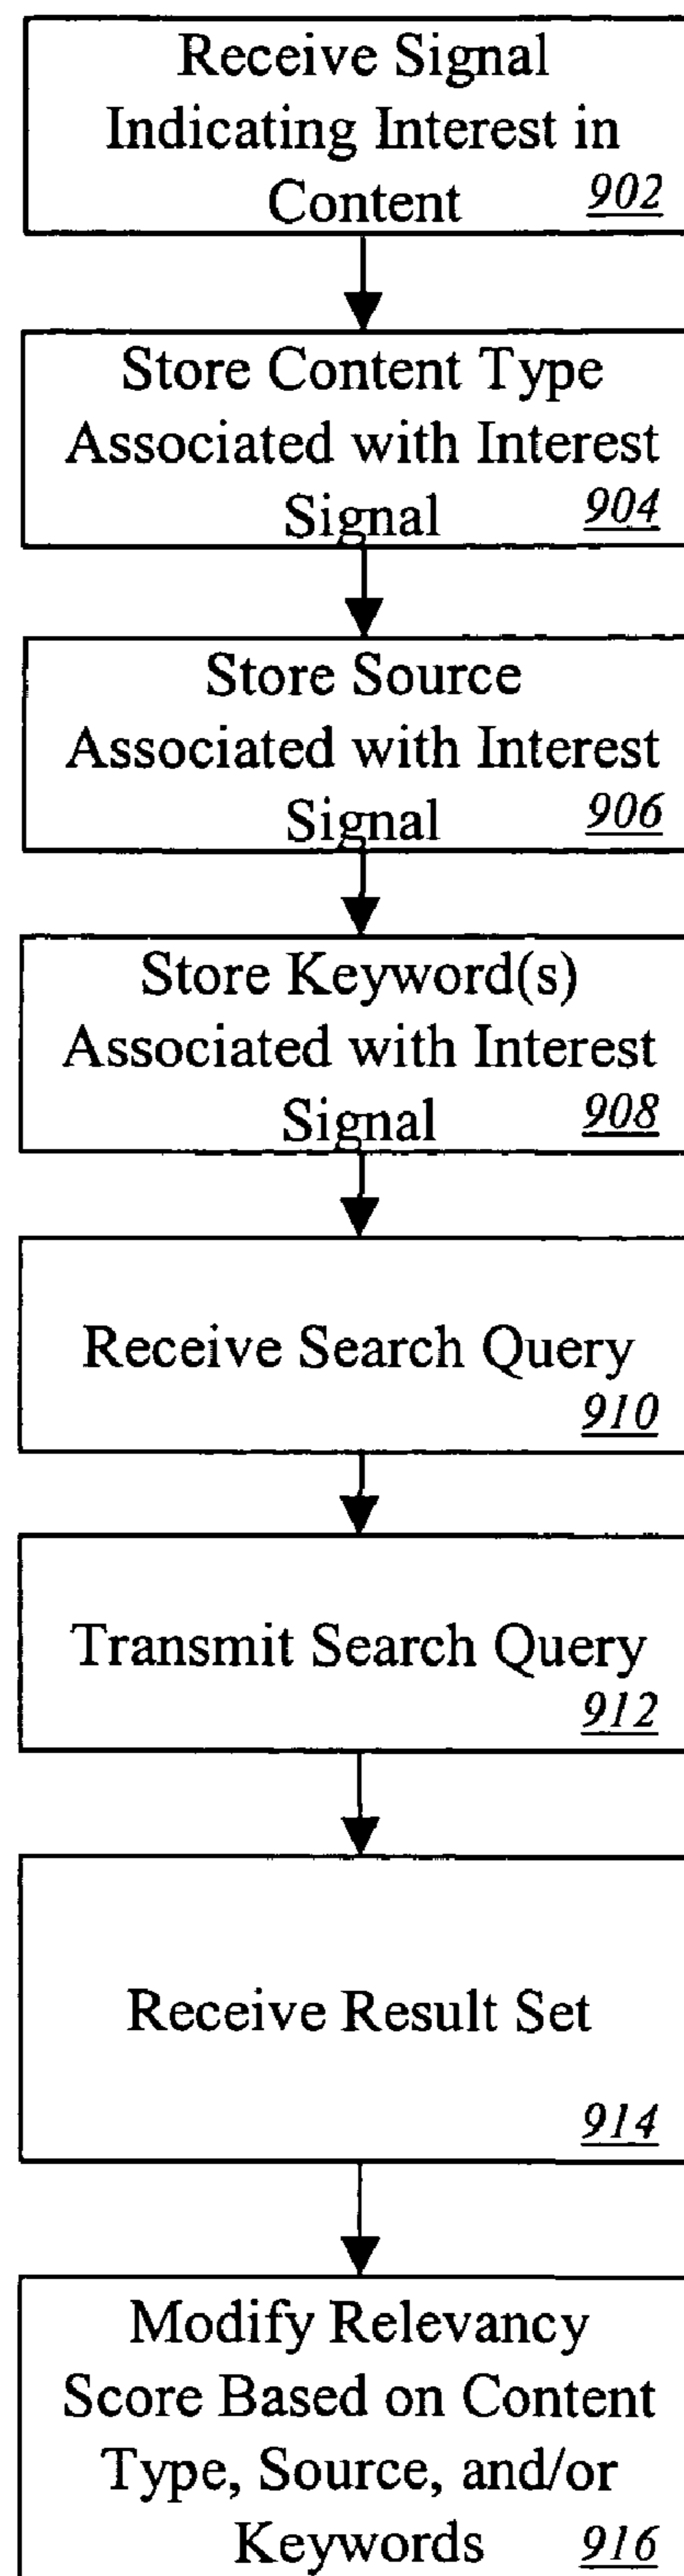 Receive Signal
Indicating Interest in
Content 902
Store Content Type
Associated with Interest
Signal 904
Store Source
Associated with Interest
Signal 906
Store Keyword(s)
Associated with Interest
Signal 908
Receive Search Query
910
Transmit Search Query
912
Receive Result Set
914
Modify Relevancy
Score Based on Content
Type, Source, and/or
Keywords 916